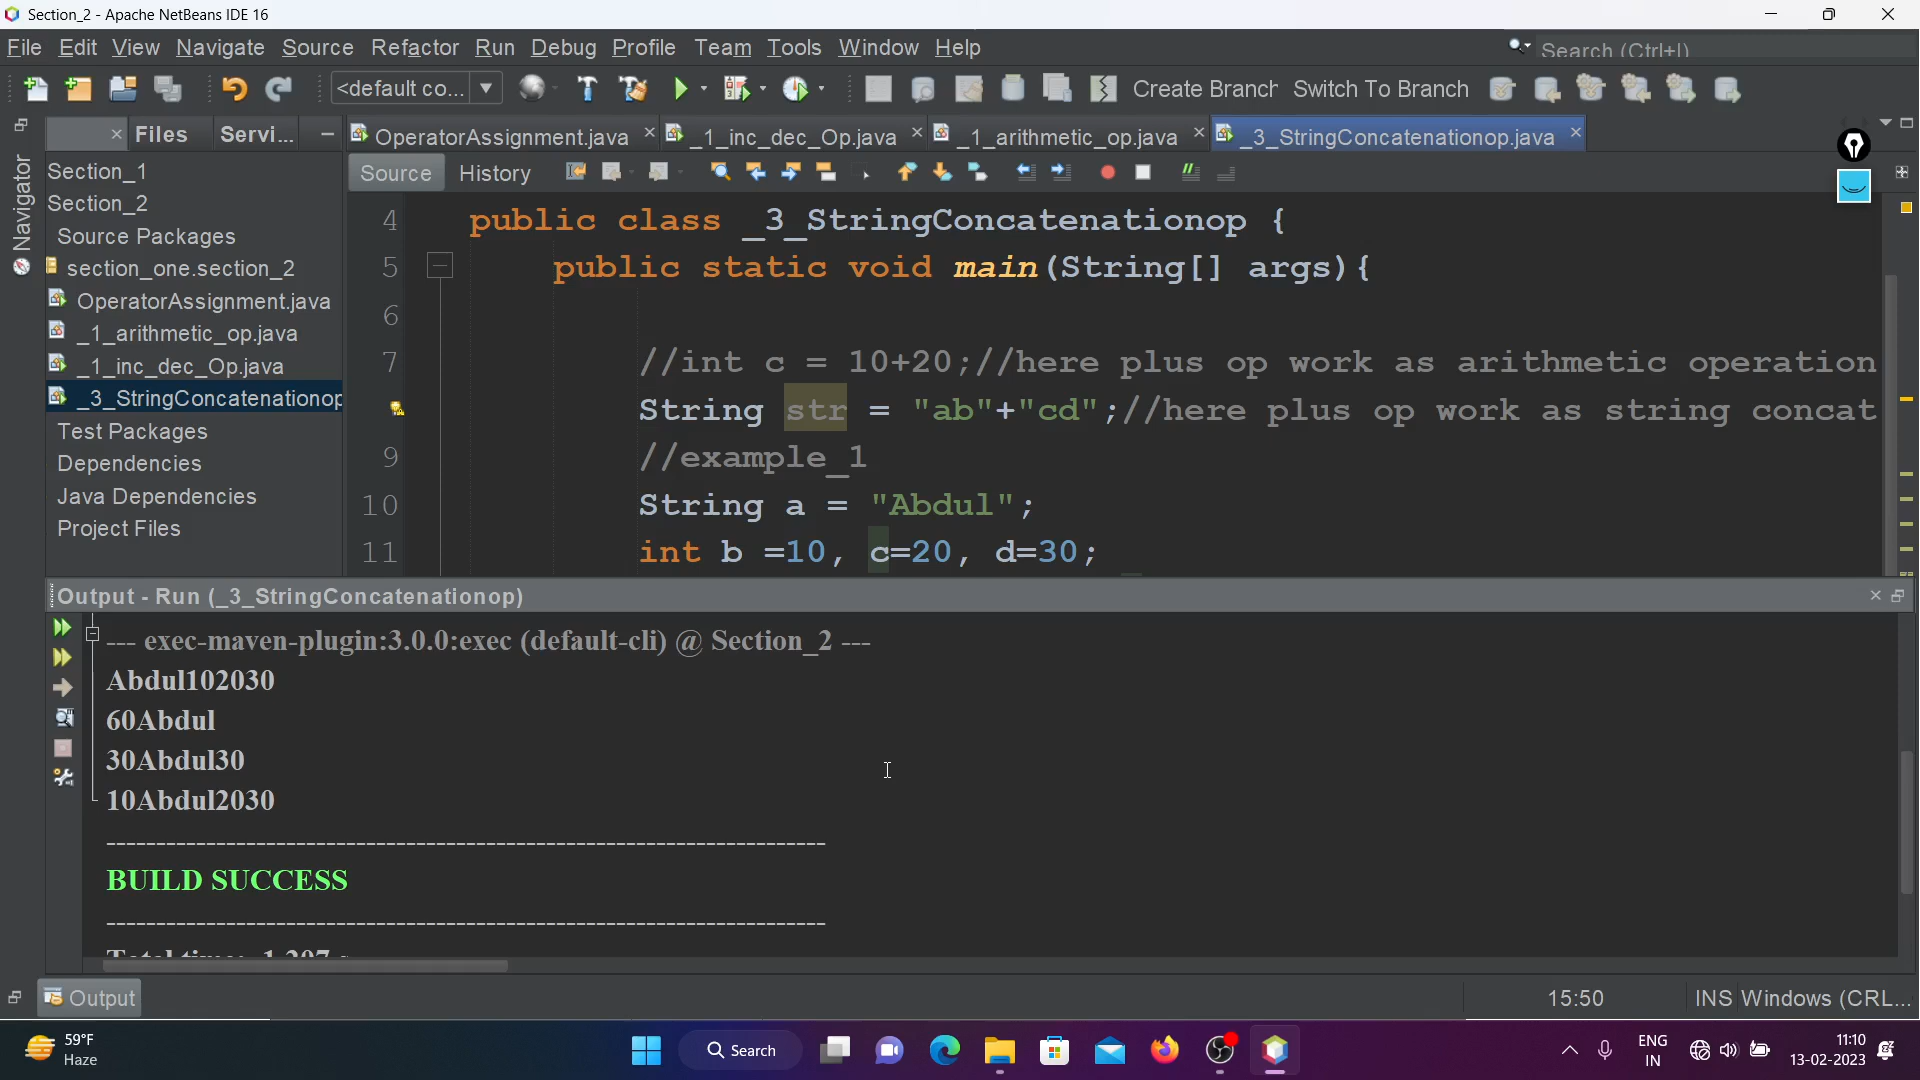 Section_2 - Apache NetBeans IDE 16
File Edit View Navigate Source Refactor Run Debug Profile Team Tools Window Help
Search (Ctrl+I)
<default co...
Create Branch Switch To Branch
Files Servi...
OperatorAssignment.java _1_inc_dec_Op.java _1_arithmetic_op.java _3_StringConcatenationop.java
Navigator
Section_1
Section_2
Source Packages
section_one.section_2
OperatorAssignment.java
_1_arithmetic_op.java
_1_inc_dec_Op.java
_3_StringConcatenationop
Test Packages
Dependencies
Java Dependencies
Project Files
Source History
4 public class _3_StringConcatenationop {
5 public static void main(String[] args){
6
7 //int c = 10+20;//here plus op work as arithmetic operation
String str = "ab"+"cd";//here plus op work as string concat
9 //example_1
10 String a = "Abdul";
11 int b =10, c=20, d=30;
Output - Run (_3_StringConcatenationop)
--- exec-maven-plugin:3.0.0:exec (default-cli) @ Section_2 ---
Abdul102030
60Abdul
30Abdul30
10Abdul2030
------------------------------------------------------------------------
BUILD SUCCESS
------------------------------------------------------------------------
Total time: 1.207 s
Output
15:50 INS Windows (CRL...
59°F
Haze
Search
ENG
IN
11:10
13-02-2023